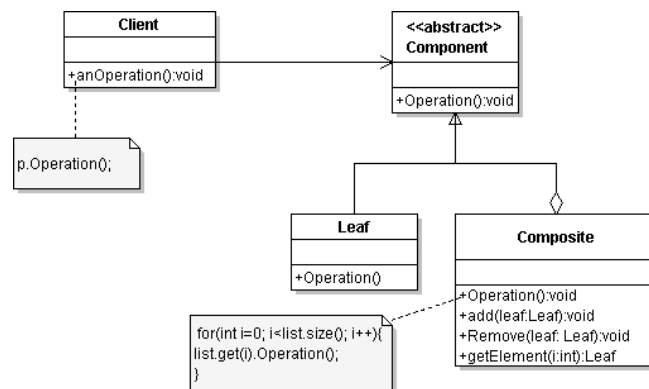 Client
+anOperation():void
<<abstract>>
Component
+Operation():void
p.Operation();
Leaf
+Operation()
Composite
+Operation():void
+add(leaf:Leaf):void
+Remove(leaf: Leaf):void
+getElement(i:int):Leaf
for(int i=0; i<list.size(); i++){
list.get(i).Operation();
}